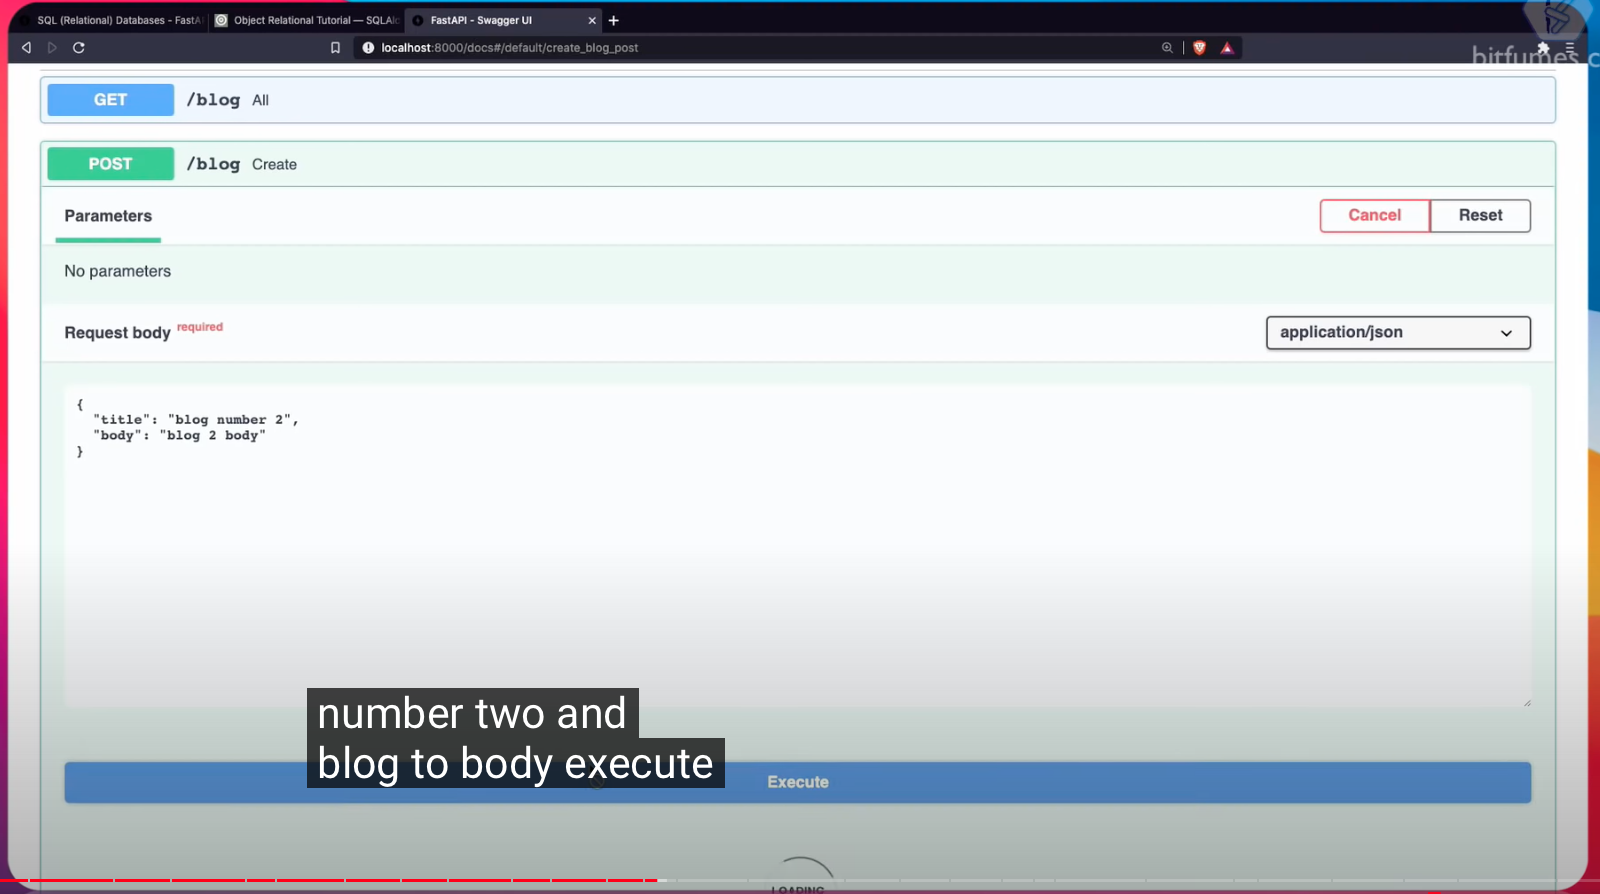 SQL (Relational) Databases - FastA
Object Relational Tutorial — SQLAl
FastAPI - Swagger UI
localhost:8000/docs#/default/create_blog_post
bitfumes.c
GET /blog All
POST /blog Create
Parameters
Cancel Reset
No parameters
Request body required
application/json
{
"title": "blog number 2",
"body": "blog 2 body"
}
number two and
blog to body execute
Execute
LOADING